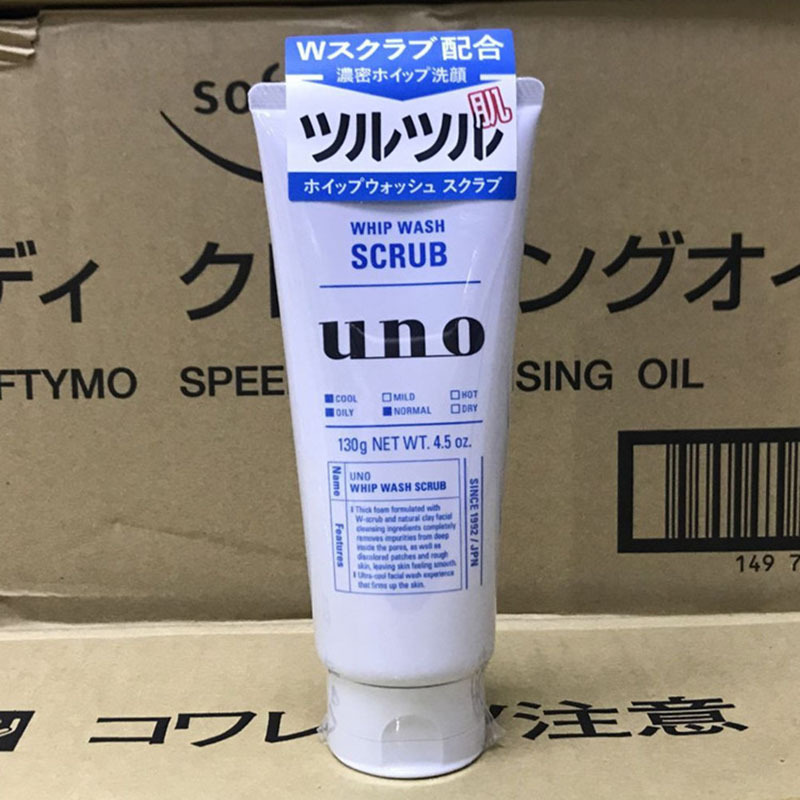 Wスクラブ配合
濃密ホイップ洗顔
ツルツル肌
ホイップウォッシュ スクラブ
WHIP WASH
SCRUB
uno
COOL MILD HOT
OILY NORMAL DRY
130g NET WT. 4.5 oz.
Name
UNO
WHIP WASH SCRUB
Features
Thick foam formulated with
W-scrub and natural clay facial
cleansing ingredients completely
removes impurities from deep
inside the pores, as well as
discolored patches and rough
skin, leaving skin feeling smooth.
Ultra-cool facial wash experience
that firms up the skin.
SINCE 1992 / JPN
sof
ディ ク ングオイ
FTYMO SPEE SING OIL
149 7
コワレ 注意